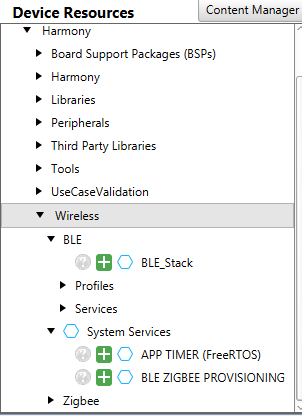 Device Resources
Content Manager
Harmony
Board Support Packages (BSPs)
Harmony
Libraries
Peripherals
Third Party Libraries
Tools
UseCaseValidation
Wireless
BLE
BLE_Stack
Profiles
Services
System Services
APP TIMER (FreeRTOS)
BLE ZIGBEE PROVISIONING
Zigbee